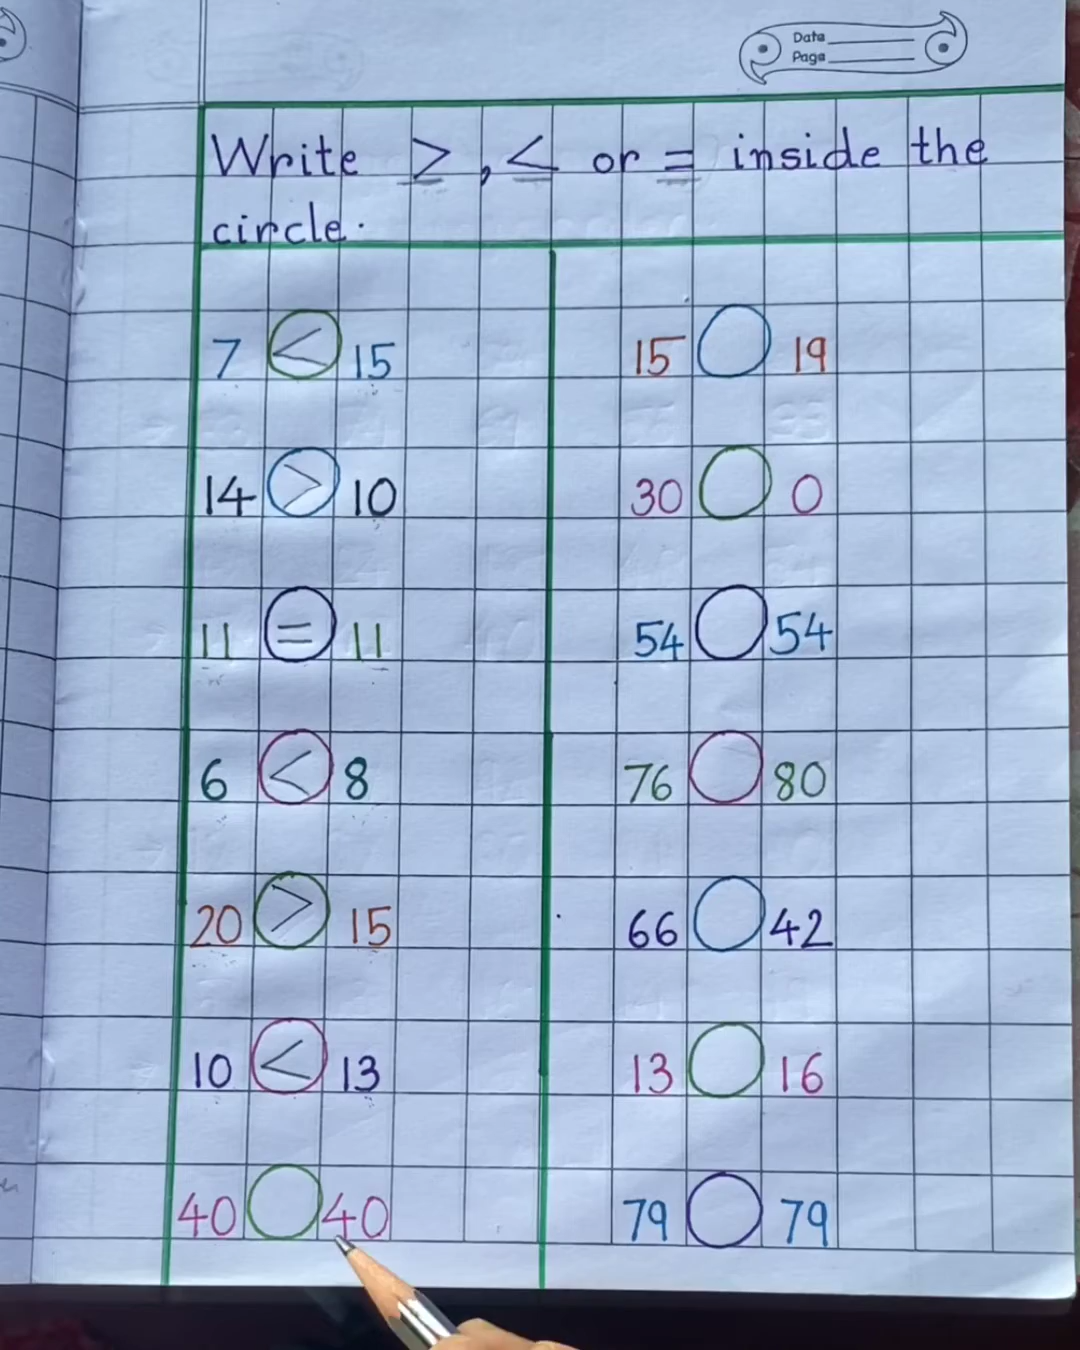 Date
Page
Write >, < or = inside the
circle.
7 < 15
14 > 10
11 = 11
6 < 8
20 > 15
10 < 13
40 40
15 19
30 0
54 54
76 80
66 42
13 16
79 79